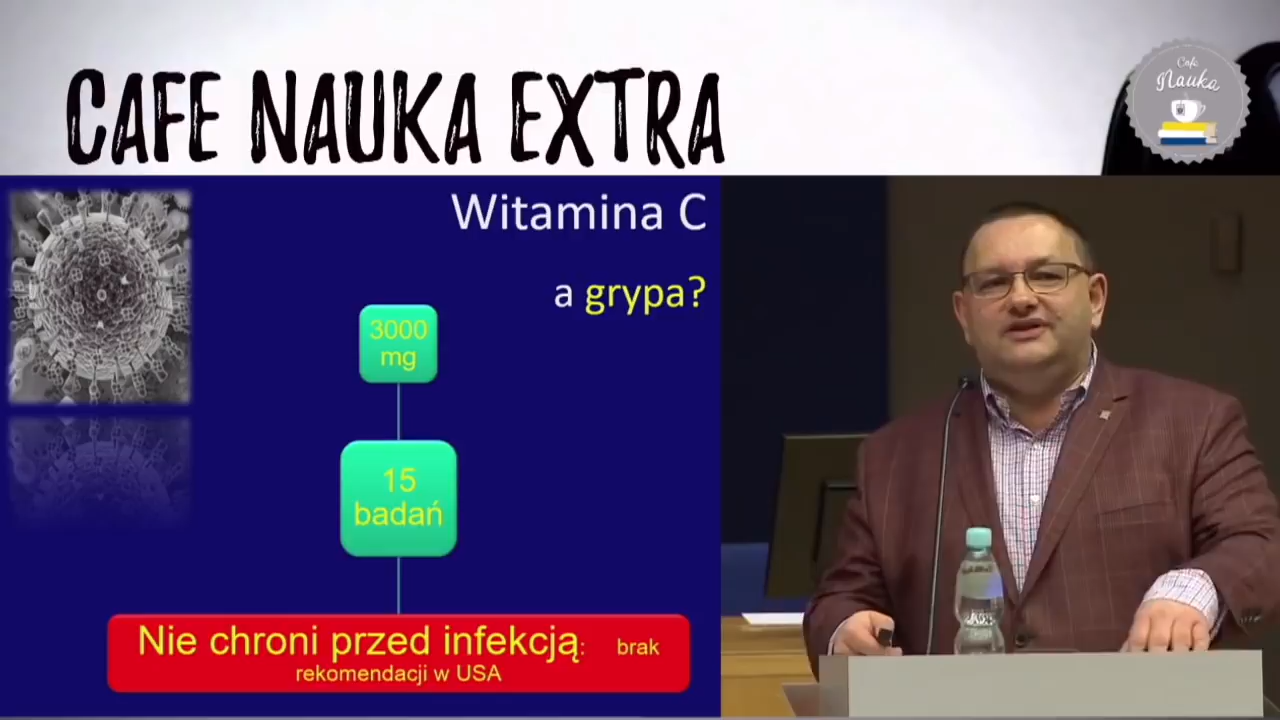 CAFE NAUKA EXTRA
Cafe
Nauka
Witamina C
a grypa?
3000
mg
15
badań
Nie chroni przed infekcją: brak
rekomendacji w USA